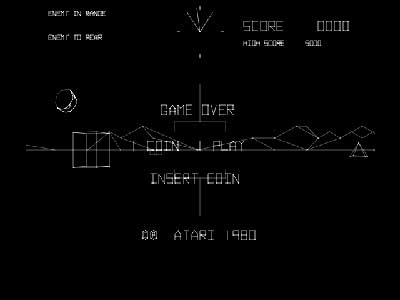 ENEMY IN RANGE
SCORE 0000
ENEMY TO REAR
HIGH SCORE 5000
GAME OVER
1 COIN 1 PLAY
INSERT COIN
© ATARI 1980